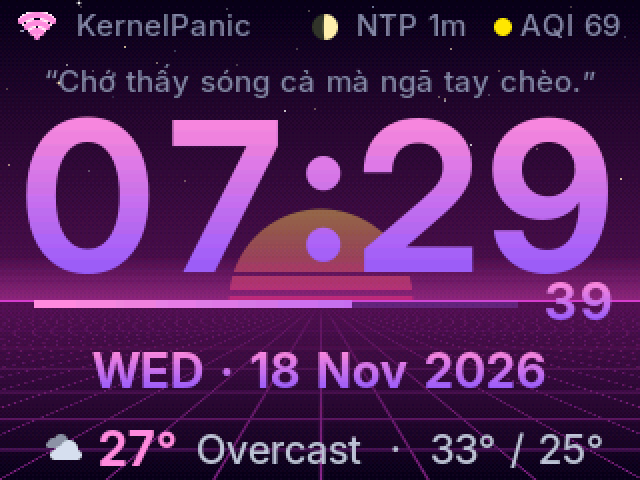 KernelPanic NTP 1m AQI 69
“Chớ thấy sóng cả mà ngã tay chèo.”
07:29
39
WED · 18 Nov 2026
27° Overcast · 33° / 25°